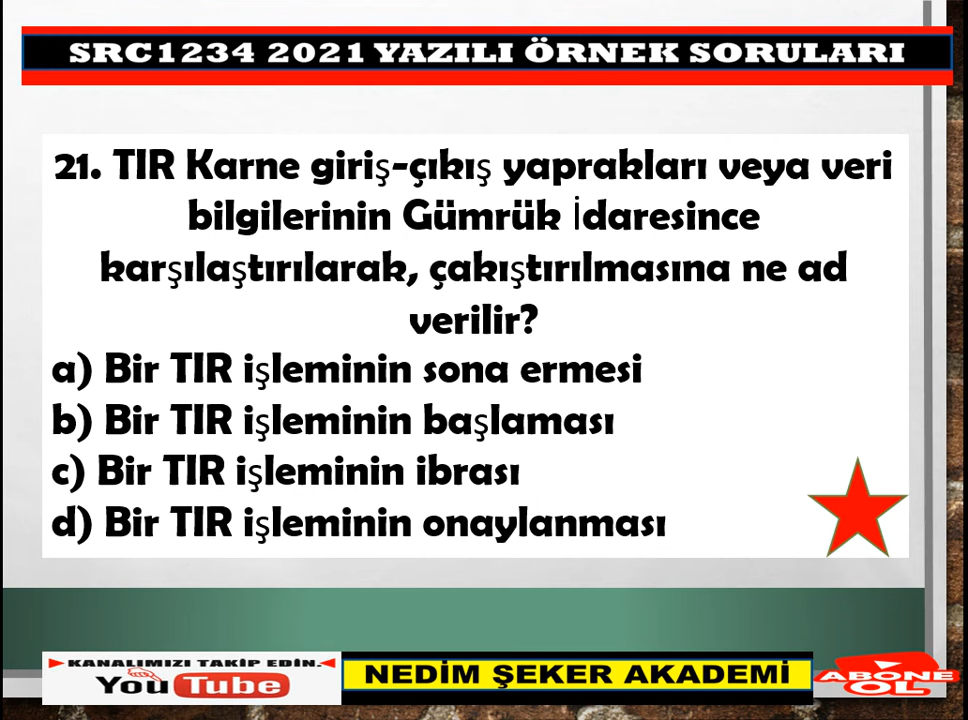 SRC1234 2021 YAZILI ÖRNEK SORULARI
21. TIR Karne giriş-çıkış yaprakları veya veri
bilgilerinin Gümrük İdaresince
karşılaştırılarak, çakıştırılmasına ne ad
verilir?
a) Bir TIR işleminin sona ermesi
b) Bir TIR işleminin başlaması
c) Bir TIR işleminin ibrası
d) Bir TIR işleminin onaylanması
KANALIMIZI TAKİP EDİN.
YouTube
NEDİM ŞEKER AKADEMİ
ABONE
OL